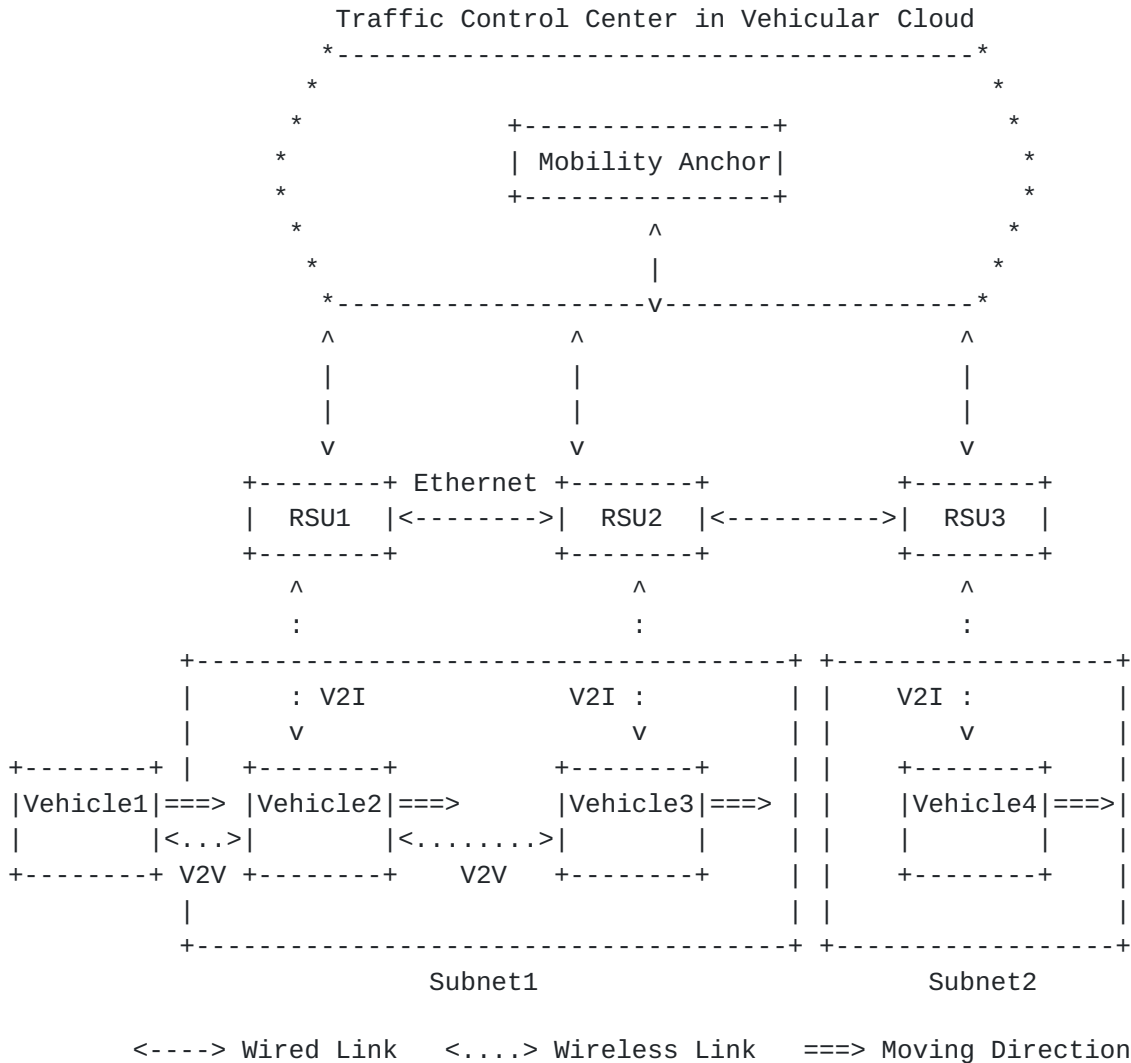 Traffic Control Center in Vehicular Cloud
Mobility Anchor
Ethernet
RSU1 RSU2 RSU3
V2I V2I V2I
Vehicle1 ===> Vehicle2 ===> Vehicle3 ===> Vehicle4 ===>
<...> <........>
V2V V2V
Subnet1 Subnet2
<----> Wired Link <....> Wireless Link ===> Moving Direction